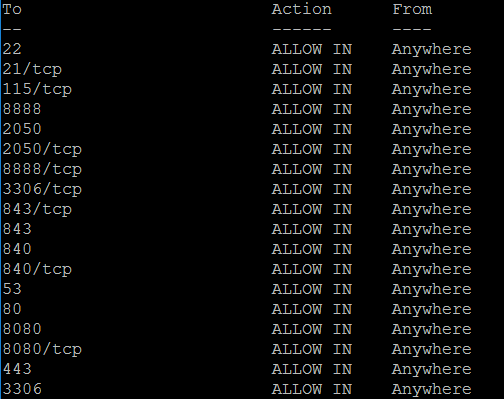 To Action From
-- ------ ----
22 ALLOW IN Anywhere
21/tcp ALLOW IN Anywhere
115/tcp ALLOW IN Anywhere
8888 ALLOW IN Anywhere
2050 ALLOW IN Anywhere
2050/tcp ALLOW IN Anywhere
8888/tcp ALLOW IN Anywhere
3306/tcp ALLOW IN Anywhere
843/tcp ALLOW IN Anywhere
843 ALLOW IN Anywhere
840 ALLOW IN Anywhere
840/tcp ALLOW IN Anywhere
53 ALLOW IN Anywhere
80 ALLOW IN Anywhere
8080 ALLOW IN Anywhere
8080/tcp ALLOW IN Anywhere
443 ALLOW IN Anywhere
3306 ALLOW IN Anywhere